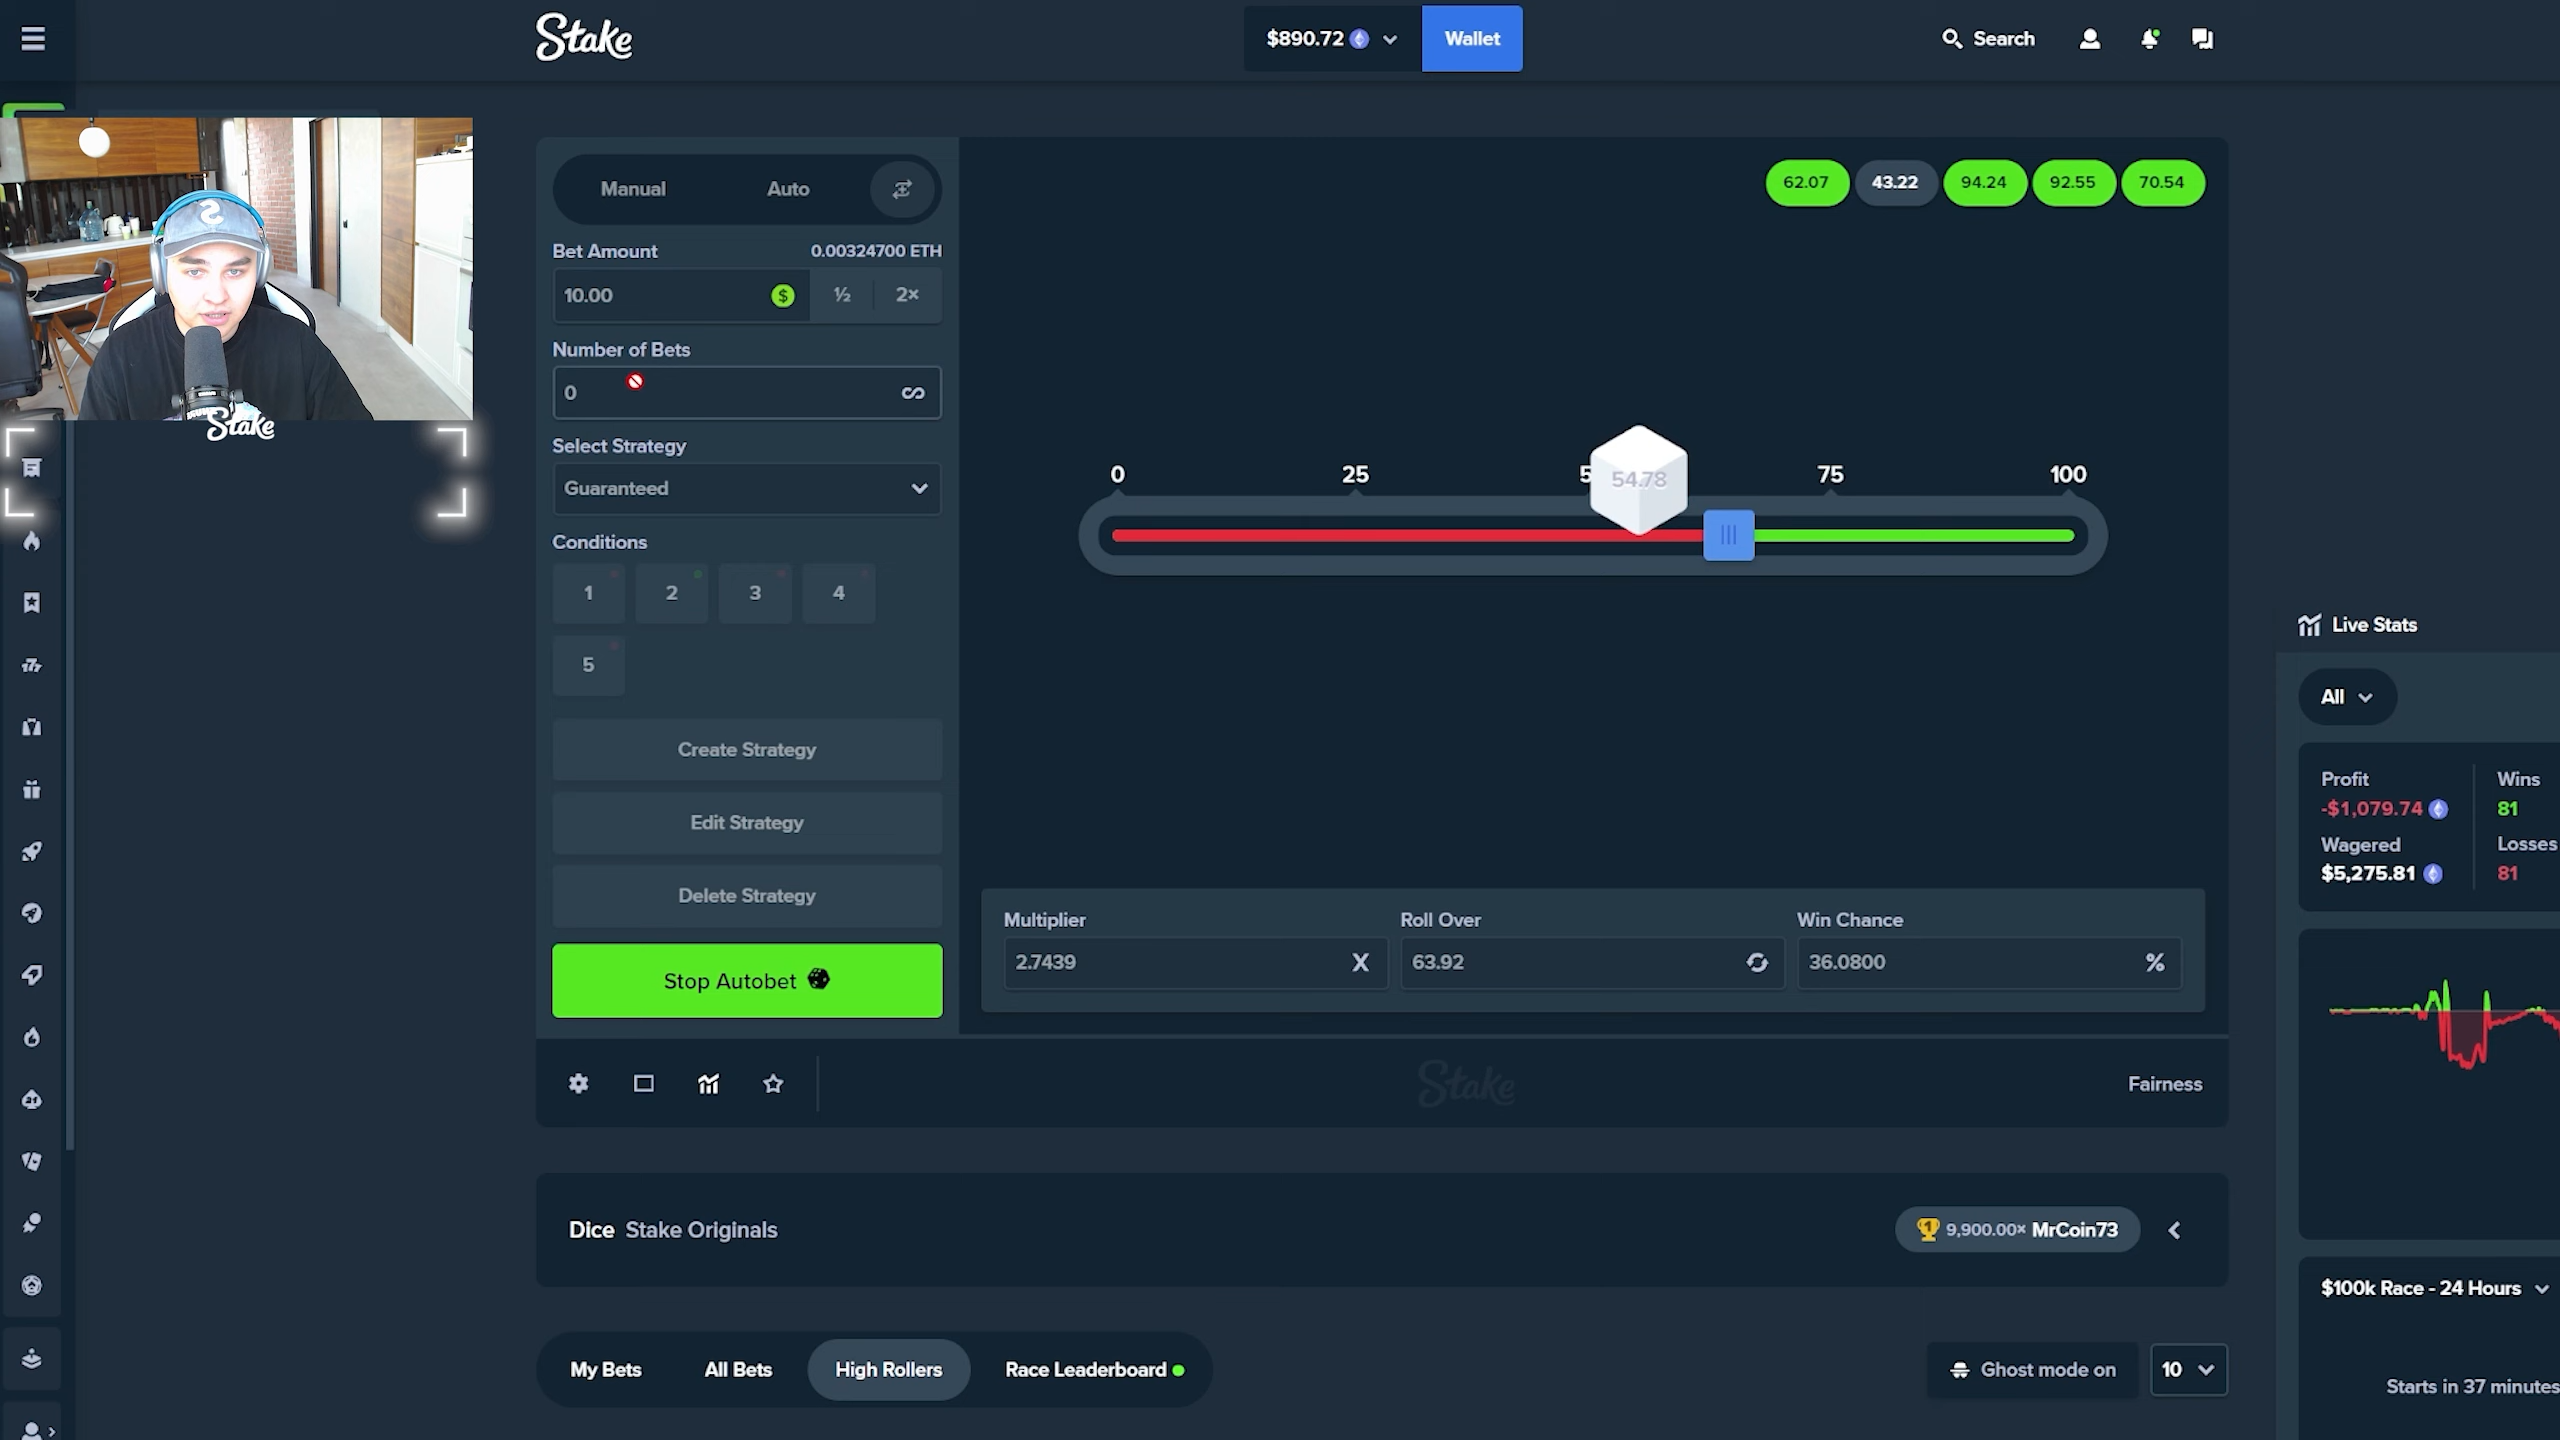 Stake
$890.72
Wallet
Search
Manual
Auto
62.07
43.22
94.24
92.55
70.54
Bet Amount
0.00324700 ETH
10.00
$
½
2×
Number of Bets
0
Stake
Select Strategy
Guaranteed
0
25
54.78
75
100
Conditions
1
2
3
4
5
Live Stats
All
Create Strategy
Edit Strategy
Delete Strategy
Profit
Wins
-$1,079.74
81
Wagered
Losses
$5,275.81
81
Multiplier
Roll Over
Win Chance
2.7439
X
63.92
36.0800
%
Stop Autobet
Stake
Fairness
Dice Stake Originals
9,900.00× MrCoin73
$100k Race - 24 Hours
My Bets
All Bets
High Rollers
Race Leaderboard
Ghost mode on
10
Starts in 37 minutes